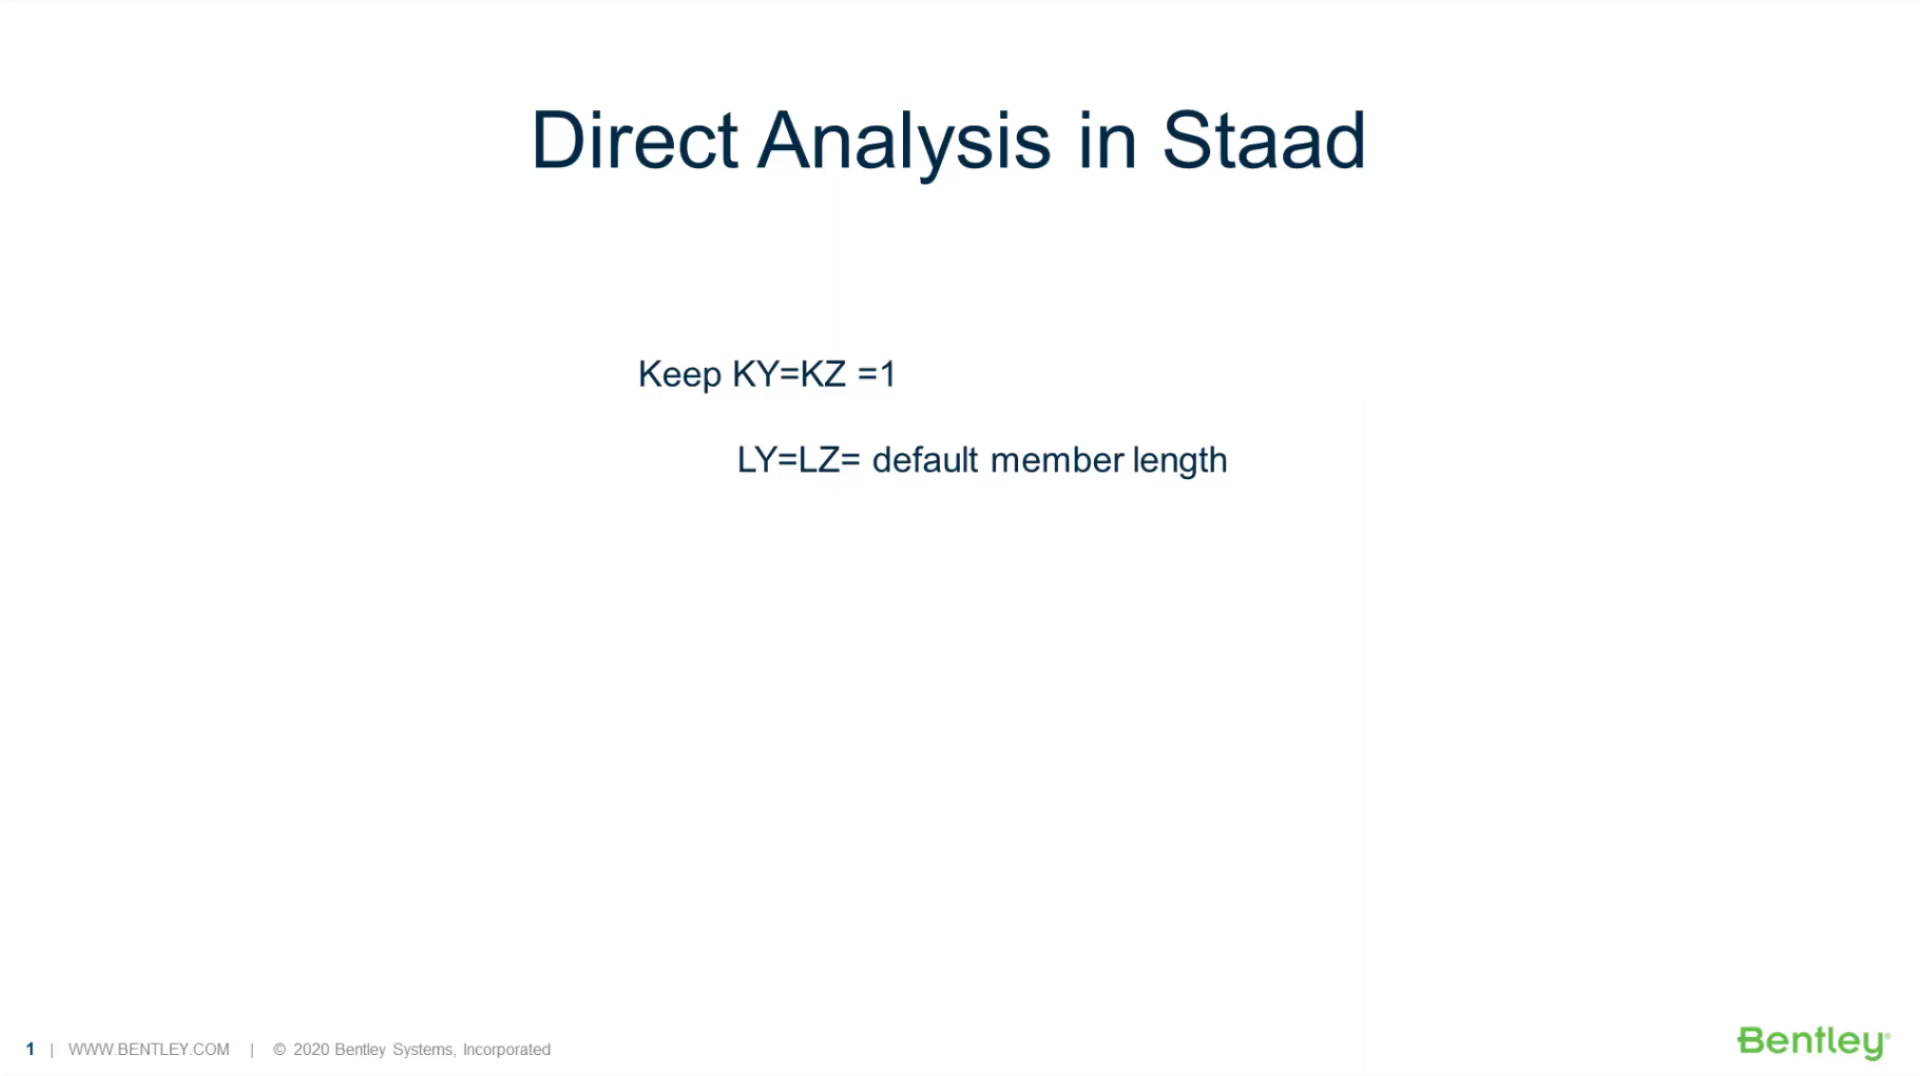 Direct Analysis in Staad
Keep KY=KZ =1
LY=LZ= default member length
1 | WWW.BENTLEY.COM | © 2020 Bentley Systems, Incorporated
Bentley®